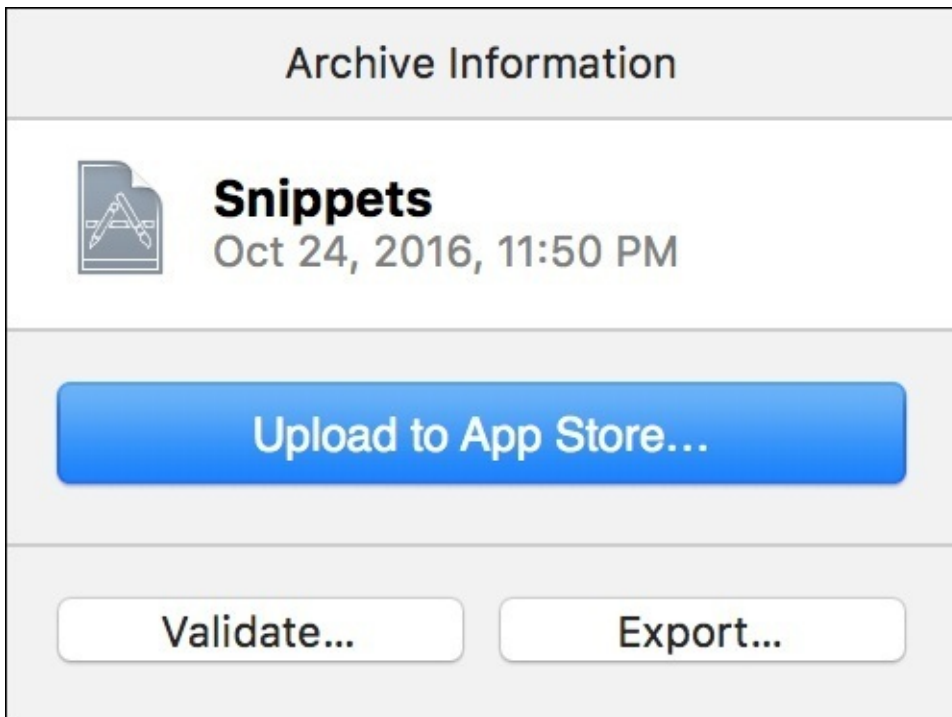 Archive Information
Snippets
Oct 24, 2016, 11:50 PM
Upload to App Store...
Validate...
Export...